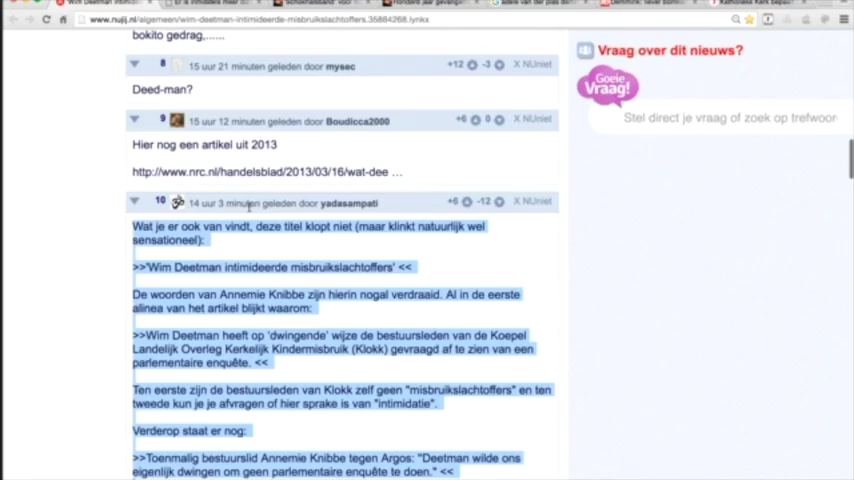 Wim Deetman intimid
www.nujij.nl/algemeen/wim-deetman-intimideerde-misbruikslachtoffers.35884268.lynkx
bokito gedrag,......
8 15 uur 21 minuten geleden door mysec +12 -3 X NUniet
Deed-man?
9 15 uur 12 minuten geleden door Boudicca2000 +6 0 X NUniet
Hier nog een artikel uit 2013
http://www.nrc.nl/handelsblad/2013/03/16/wat-dee ...
10 14 uur 3 minuten geleden door yadasampati +6 -12 X NUniet
Wat je er ook van vindt, deze titel klopt niet (maar klinkt natuurlijk wel
sensationeel):
>>'Wim Deetman intimideerde misbruikslachtoffers' <<
De woorden van Annemie Knibbe zijn hierin nogal verdraaid. Al in de eerste
alinea van het artikel blijkt waarom:
>>Wim Deetman heeft op 'dwingende' wijze de bestuursleden van de Koepel
Landelijk Overleg Kerkelijk Kindermisbruik (Klokk) gevraagd af te zien van een
parlementaire enquête. <<
Ten eerste zijn de bestuursleden van Klokk zelf geen "misbruikslachtoffers" en ten
tweede kun je je afvragen of hier sprake is van "intimidatie".
Verderop staat er nog:
>>Toenmalig bestuurslid Annemie Knibbe tegen Argos: "Deetman wilde ons
eigenlijk dwingen om geen parlementaire enquête te doen." <<
Vraag over dit nieuws?
Goeie
Vraag!
Stel direct je vraag of zoek op trefwoor